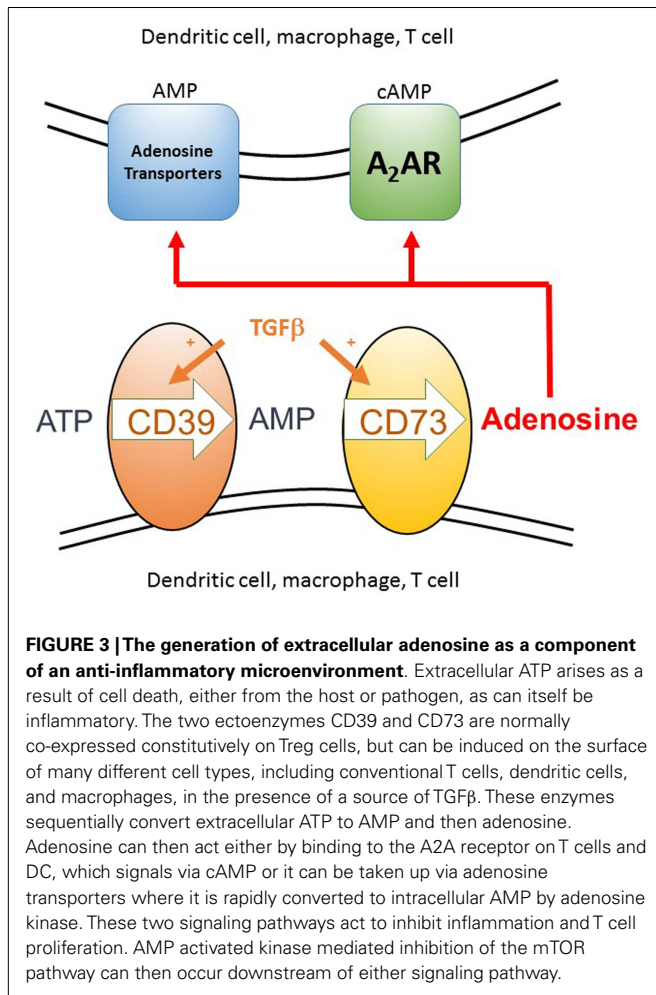 Dendritic cell, macrophage, T cell
AMP
cAMP
Adenosine
Transporters
A₂AR
TGFβ
+
+
ATP
CD39
AMP
CD73
Adenosine
Dendritic cell, macrophage, T cell
FIGURE 3 | The generation of extracellular adenosine as a component
of an anti-inflammatory microenvironment. Extracellular ATP arises as a
result of cell death, either from the host or pathogen, as can itself be
inflammatory. The two ectoenzymes CD39 and CD73 are normally
co-expressed constitutively on Treg cells, but can be induced on the surface
of many different cell types, including conventional T cells, dendritic cells,
and macrophages, in the presence of a source of TGFβ. These enzymes
sequentially convert extracellular ATP to AMP and then adenosine.
Adenosine can then act either by binding to the A2A receptor on T cells and
DC, which signals via cAMP or it can be taken up via adenosine
transporters where it is rapidly converted to intracellular AMP by adenosine
kinase. These two signaling pathways act to inhibit inflammation and T cell
proliferation. AMP activated kinase mediated inhibition of the mTOR
pathway can then occur downstream of either signaling pathway.